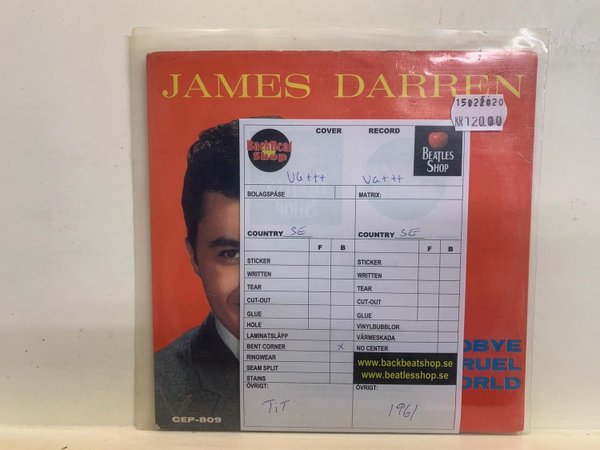 JAMES DARREN
15022020
KR120.00
COVER RECORD
BackBeat
Shop
BEATLES
SHOP
VG+++ VG+++
BOLAGSPÅSE MATRIX:
COUNTRY SE COUNTRY SE
F B F B
STICKER STICKER
WRITTEN WRITTEN
TEAR TEAR
CUT-OUT CUT-OUT
GLUE GLUE
HOLE VINYLBUBBLOR
LAMINATSLÄPP VÄRMESKADA
BENT CORNER X NO CENTER
RINGWEAR
SEAM SPLIT
STAINS
www.backbeatshop.se
www.beatlesshop.se
ÖVRIGT: ÖVRIGT:
TiT 1961
DBYE
RUEL
ORLD
CEP-809